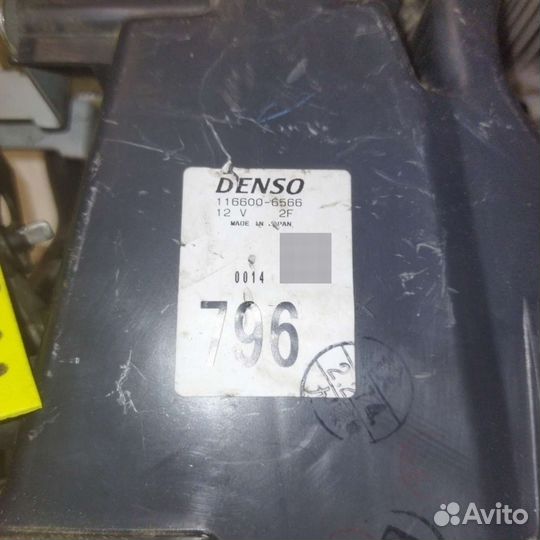 DENSO
116600-6566
12 V 2F
MADE IN JAPAN
0014
796
Avito